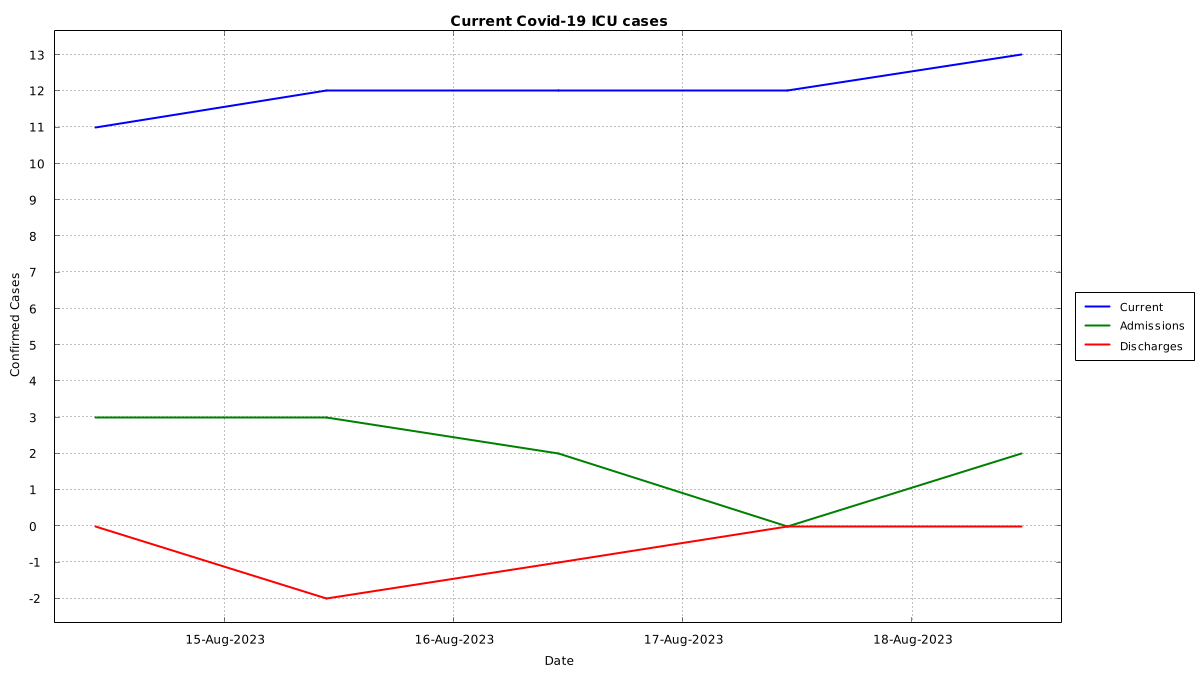 Current Covid-19 ICU cases
Confirmed Cases
13
12
11
10
9
8
7
6
5
4
3
2
1
0
-1
-2
15-Aug-2023 16-Aug-2023 17-Aug-2023 18-Aug-2023
Date
Current
Admissions
Discharges